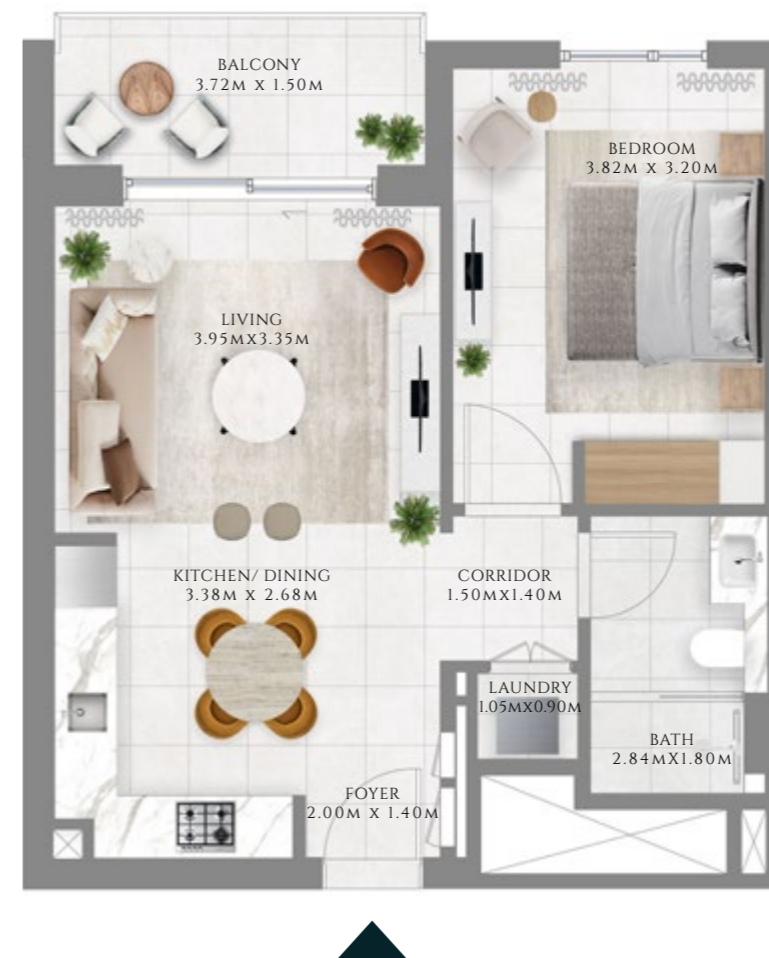 BALCONY
3.72M X 1.50M
BEDROOM
3.82M X 3.20M
LIVING
3.95MX3.35M
KITCHEN/ DINING
3.38M X 2.68M
CORRIDOR
1.50MX1.40M
LAUNDRY
1.05MX0.90M
BATH
2.84MX1.80M
FOYER
2.00M X 1.40M